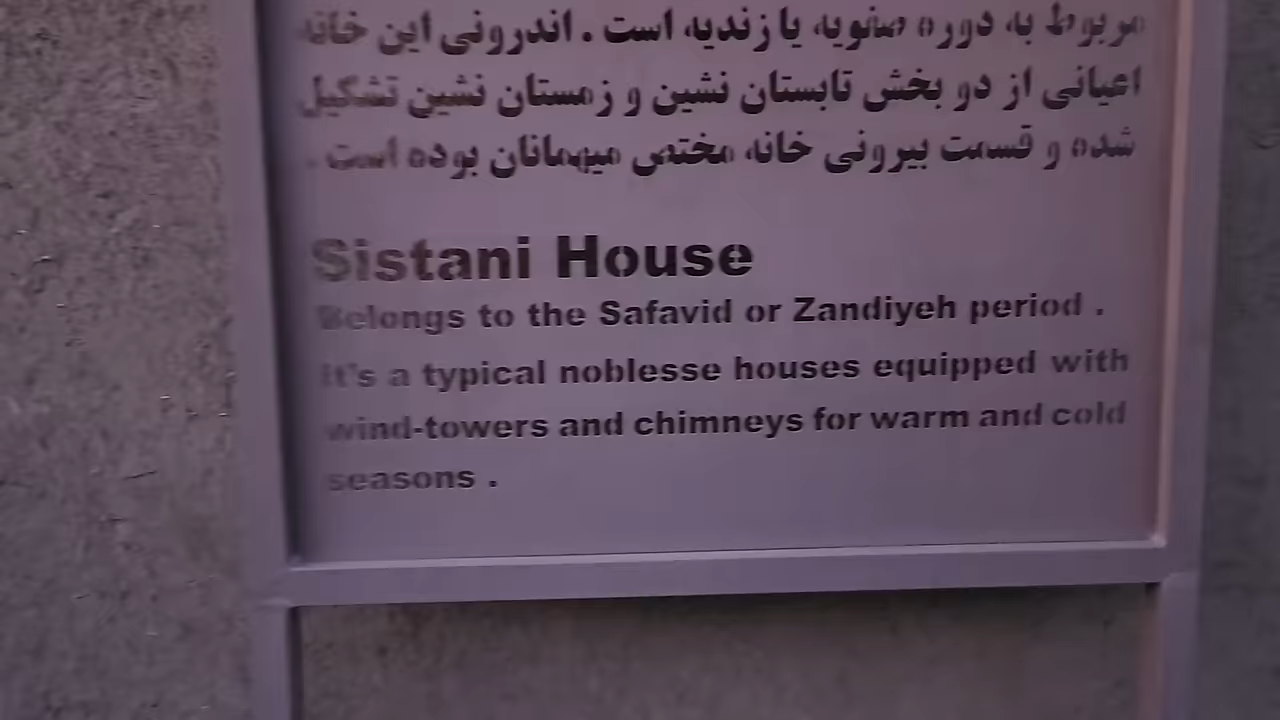 مربوط به دوره صفویه یا زندیه است . اندرونی این خانه
اعیانی از دو بخش تابستان نشین و زمستان نشین تشکیل
شده و قسمت بیرونی خانه مختص میهمانان بوده است .
Sistani House
Belongs to the Safavid or Zandiyeh period .
It's a typical noblesse houses equipped with
wind-towers and chimneys for warm and cold
seasons .